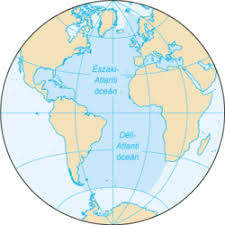 Északi-
Atlanti
óceán
Déli-
Atlanti
óceán